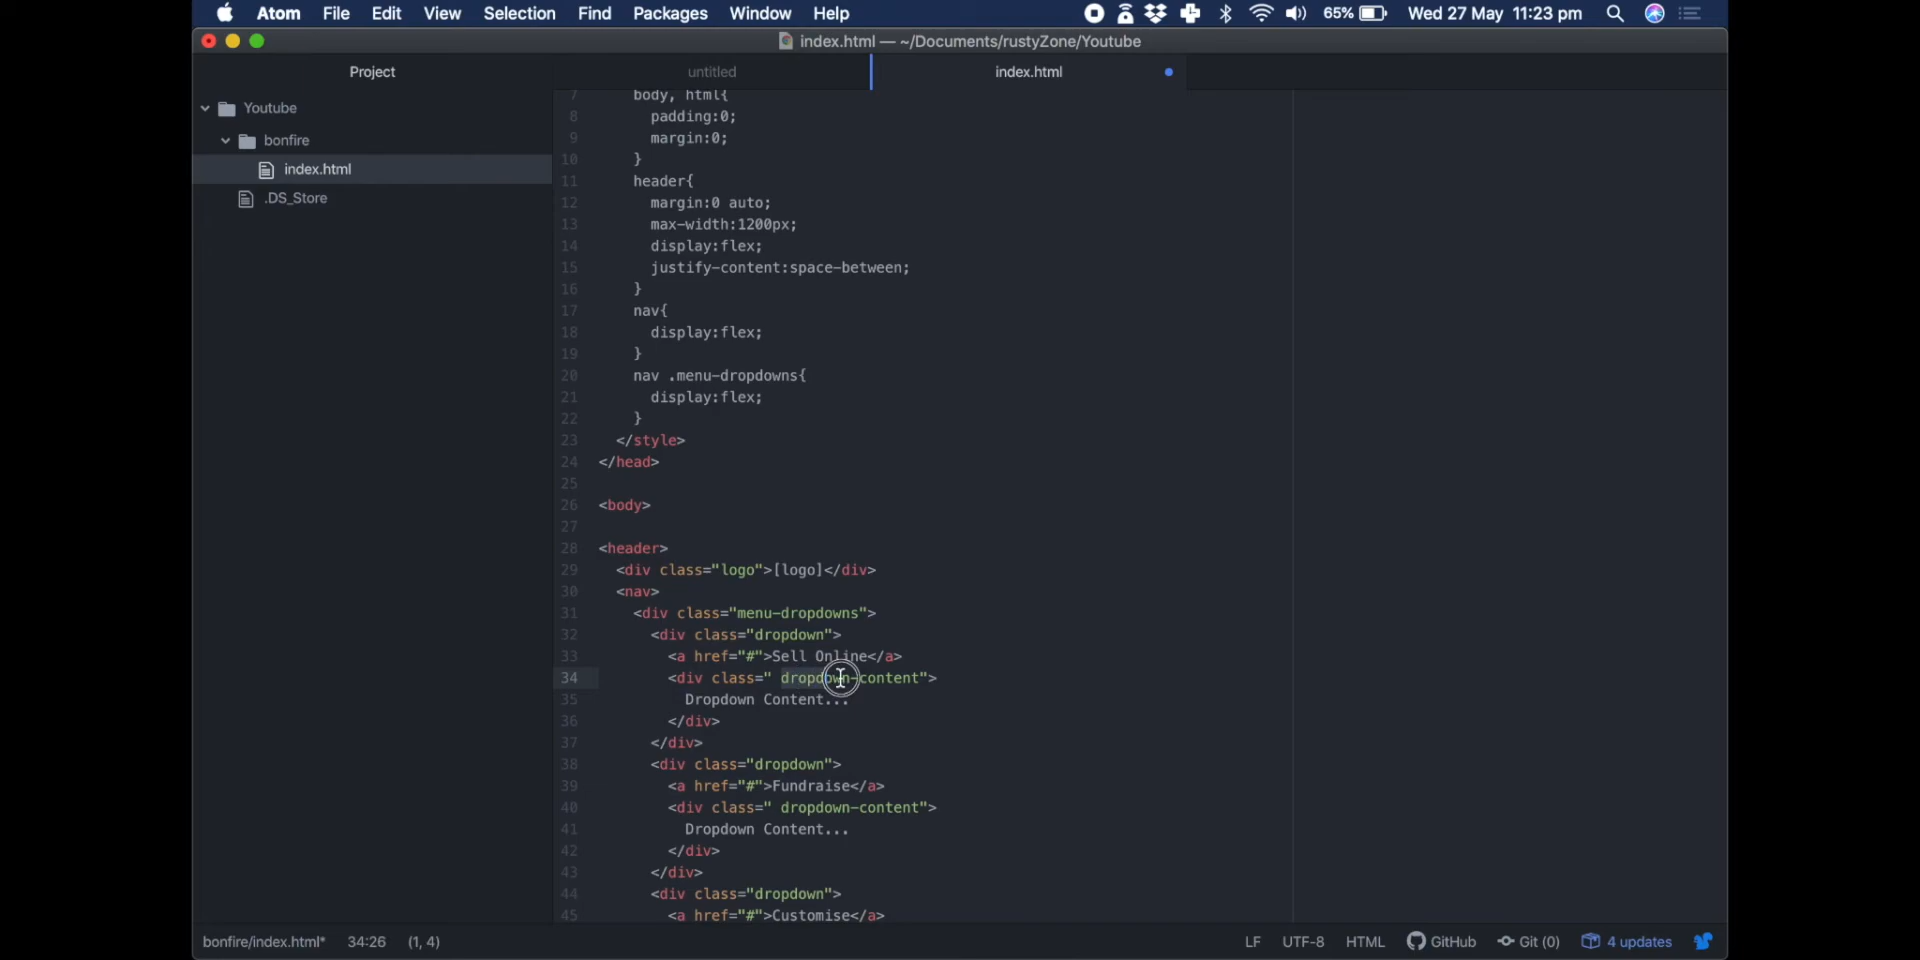 Atom File Edit View Selection Find Packages Window Help 65% Wed 27 May 11:23 pm
index.html — ~/Documents/rustyZone/Youtube
Project untitled index.html
Youtube
bonfire
index.html
.DS_Store
7 body, html{
8 padding:0;
9 margin:0;
10 }
11 header{
12 margin:0 auto;
13 max-width:1200px;
14 display:flex;
15 justify-content:space-between;
16 }
17 nav{
18 display:flex;
19 }
20 nav .menu-dropdowns{
21 display:flex;
22 }
23 </style>
24 </head>
25
26 <body>
27
28 <header>
29 <div class="logo">[logo]</div>
30 <nav>
31 <div class="menu-dropdowns">
32 <div class="dropdown">
33 <a href="#">Sell Online</a>
34 <div class=" dropdown-content">
35 Dropdown Content...
36 </div>
37 </div>
38 <div class="dropdown">
39 <a href="#">Fundraise</a>
40 <div class=" dropdown-content">
41 Dropdown Content...
42 </div>
43 </div>
44 <div class="dropdown">
45 <a href="#">Customise</a>
bonfire/index.html* 34:26 (1, 4) LF UTF-8 HTML GitHub Git (0) 4 updates